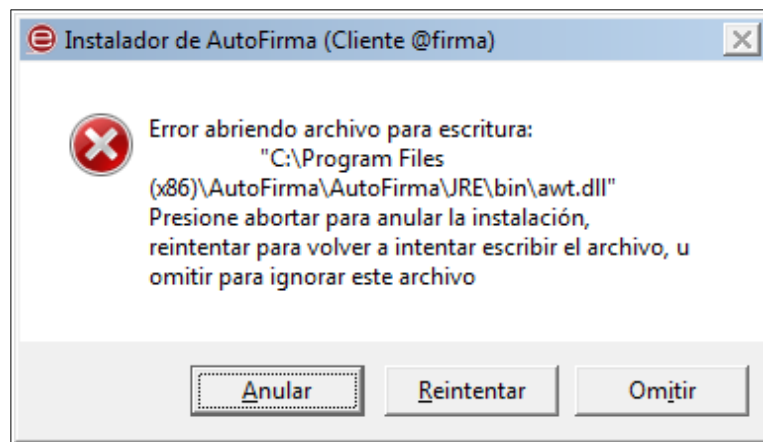 Instalador de AutoFirma (Cliente @firma)
Error abriendo archivo para escritura:
"C:\Program Files
(x86)\AutoFirma\AutoFirma\JRE\bin\awt.dll"
Presione abortar para anular la instalación,
reintentar para volver a intentar escribir el archivo, u
omitir para ignorar este archivo
Anular Reintentar Omitir